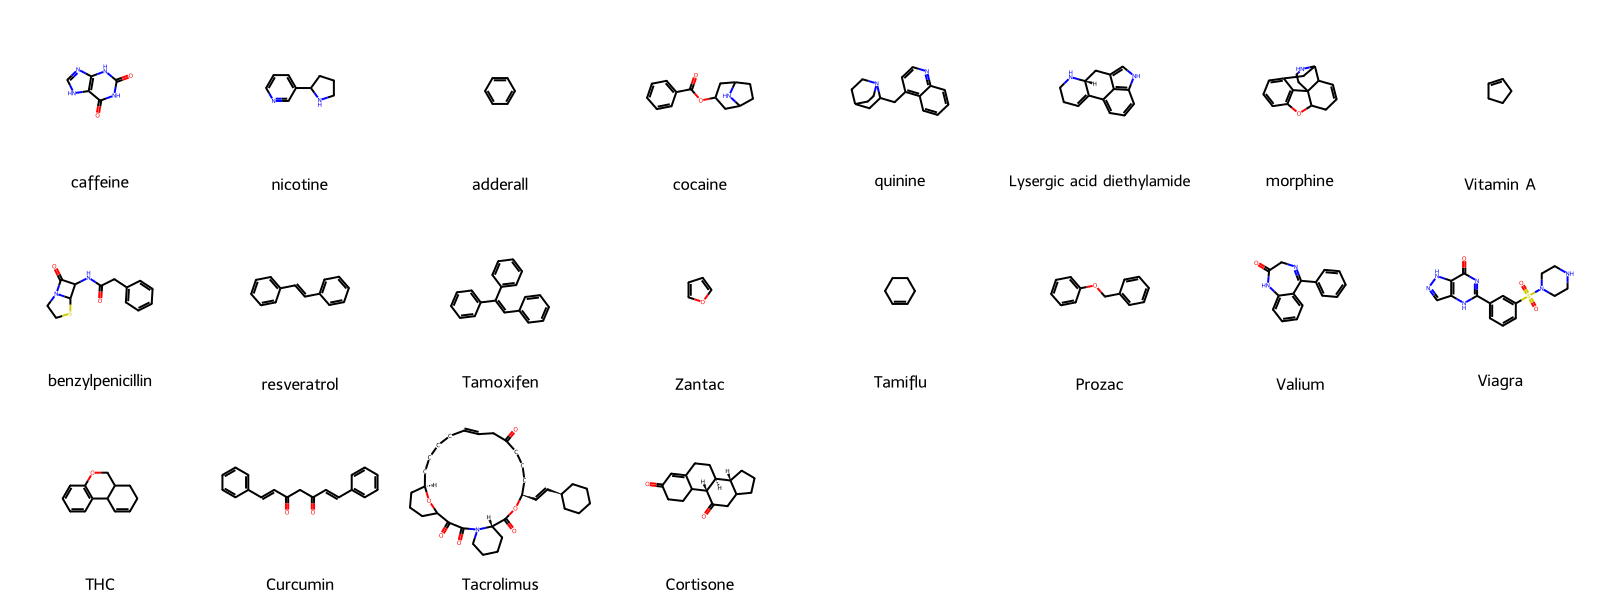 caffeine
nicotine
adderall
cocaine
quinine
Lysergic acid diethylamide
morphine
Vitamin A
benzylpenicillin
resveratrol
Tamoxifen
Zantac
Tamiflu
Prozac
Valium
Viagra
THC
Curcumin
Tacrolimus
Cortisone